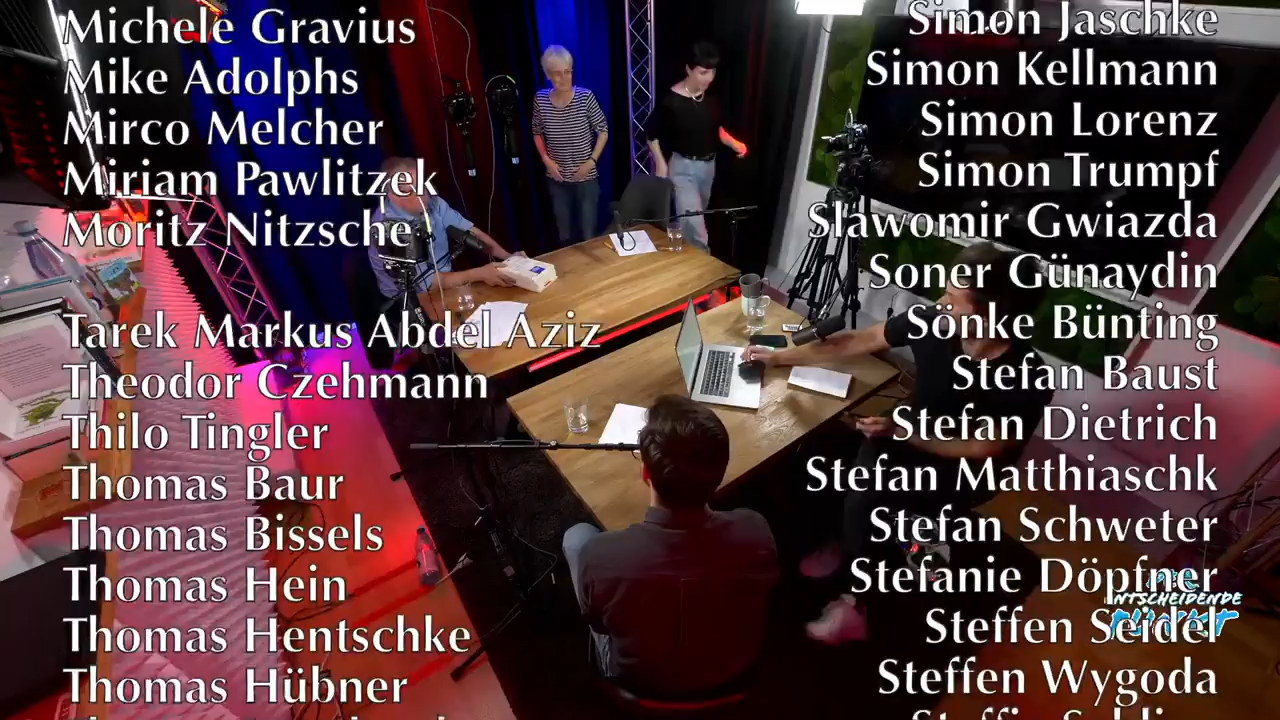 Michele Gravius
Mike Adolphs
Mirco Melcher
Miriam Pawlitzek
Moritz Nitzsche
Tarek Markus Abdel Aziz
Theodor Czehmann
Thilo Tingler
Thomas Baur
Thomas Bissels
Thomas Hein
Thomas Hentschke
Thomas Hübner
Simon Jaschke
Simon Kellmann
Simon Lorenz
Simon Trumpf
Slawomir Gwiazda
Soner Günaydin
Sönke Bünting
Stefan Baust
Stefan Dietrich
Stefan Matthiaschk
Stefan Schweter
Stefanie Döpfner
Steffen Seidel
Steffen Wygoda
ENTSCHEIDENDE
PUNKT